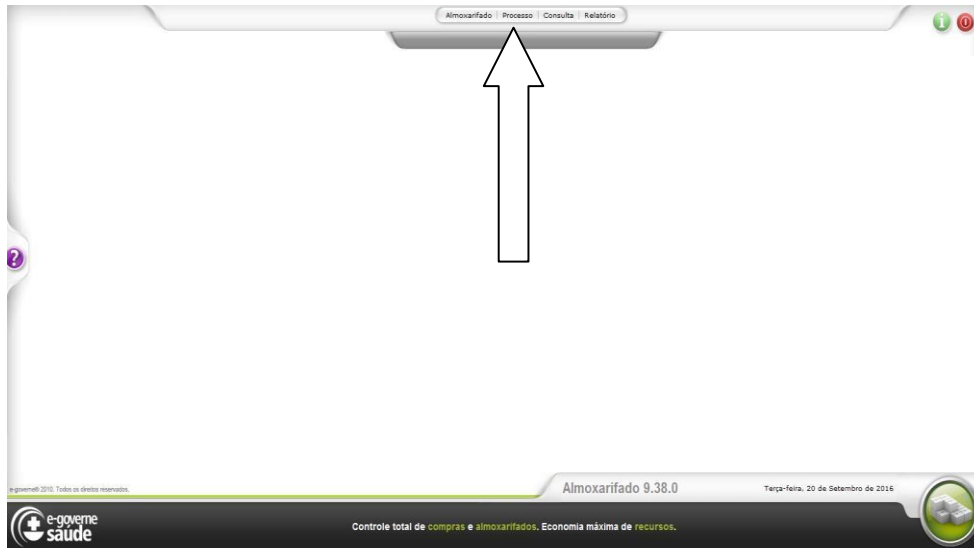 Almoxarifado | Processo | Consulta | Relatório
?
e-governe® 2010. Todos os direitos reservados.
Almoxarifado 9.38.0
Terça-feira, 20 de Setembro de 2016
e-governe
saúde
Controle total de compras e almoxarifados. Economia máxima de recursos.